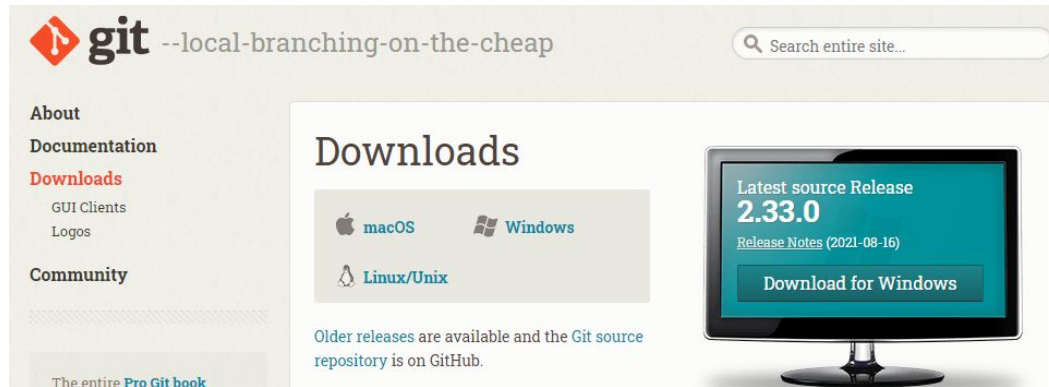 git --local-branching-on-the-cheap
Search entire site...
About
Documentation
Downloads
GUI Clients
Logos
Community
The entire Pro Git book
Downloads
macOS
Windows
Linux/Unix
Older releases are available and the Git source
repository is on GitHub.
Latest source Release
2.33.0
Release Notes (2021-08-16)
Download for Windows